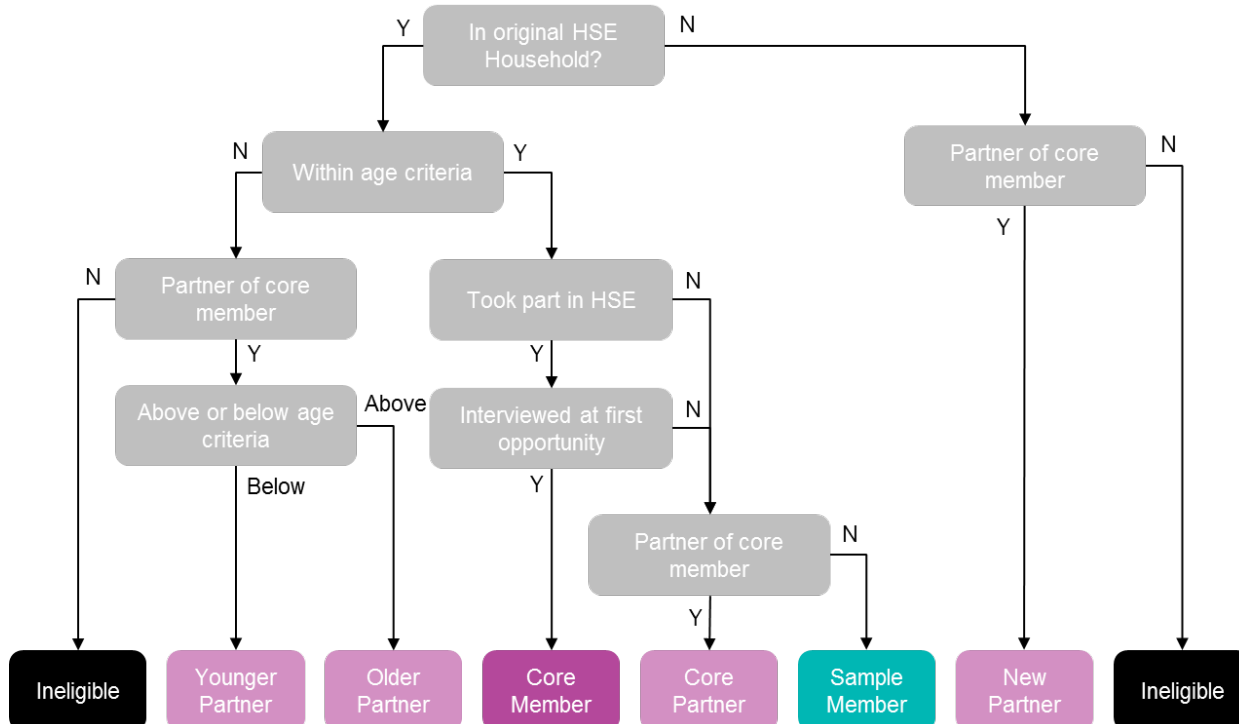 Y
In original HSE
Household?
N
N
Within age criteria
Y
Partner of core
member
N
Y
N
Partner of core
member
Y
Took part in HSE
N
Y
Above or below age
criteria
Above
Below
Interviewed at first
opportunity
N
Y
Partner of core
member
N
Y
Ineligible
Younger
Partner
Older
Partner
Core
Member
Core
Partner
Sample
Member
New
Partner
Ineligible